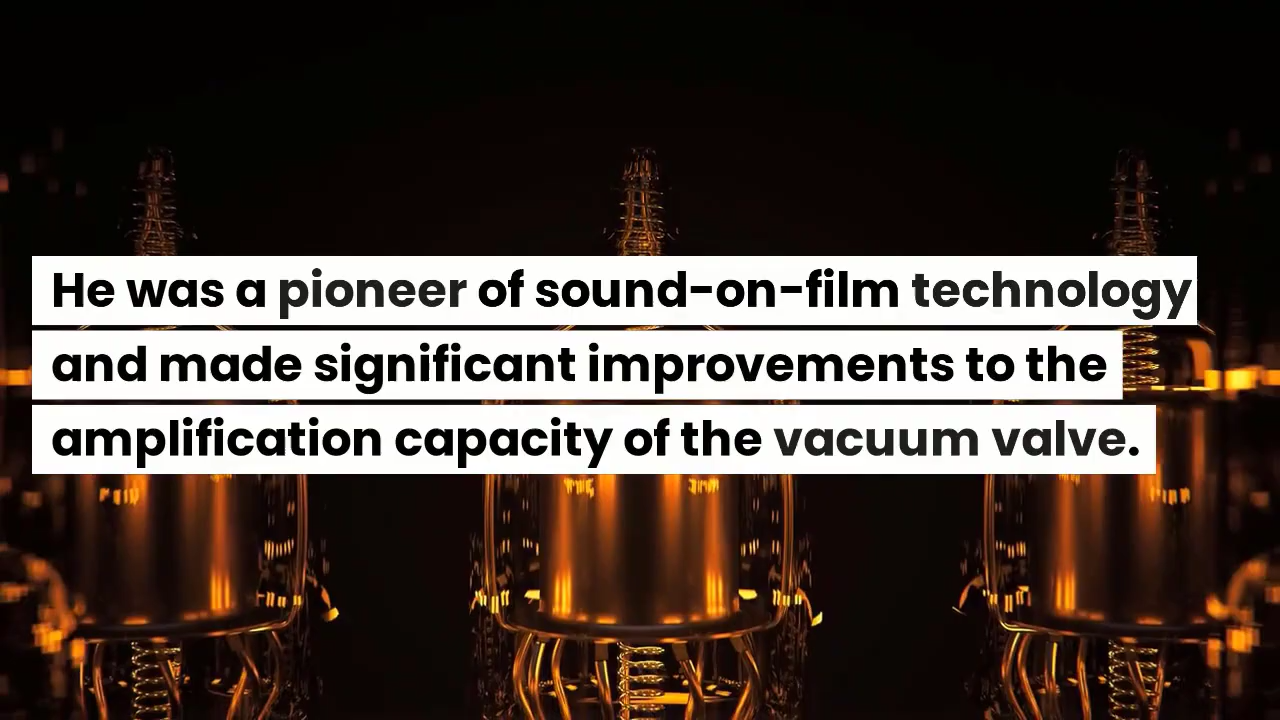 He was a pioneer of sound-on-film technology
and made significant improvements to the
amplification capacity of the vacuum valve.